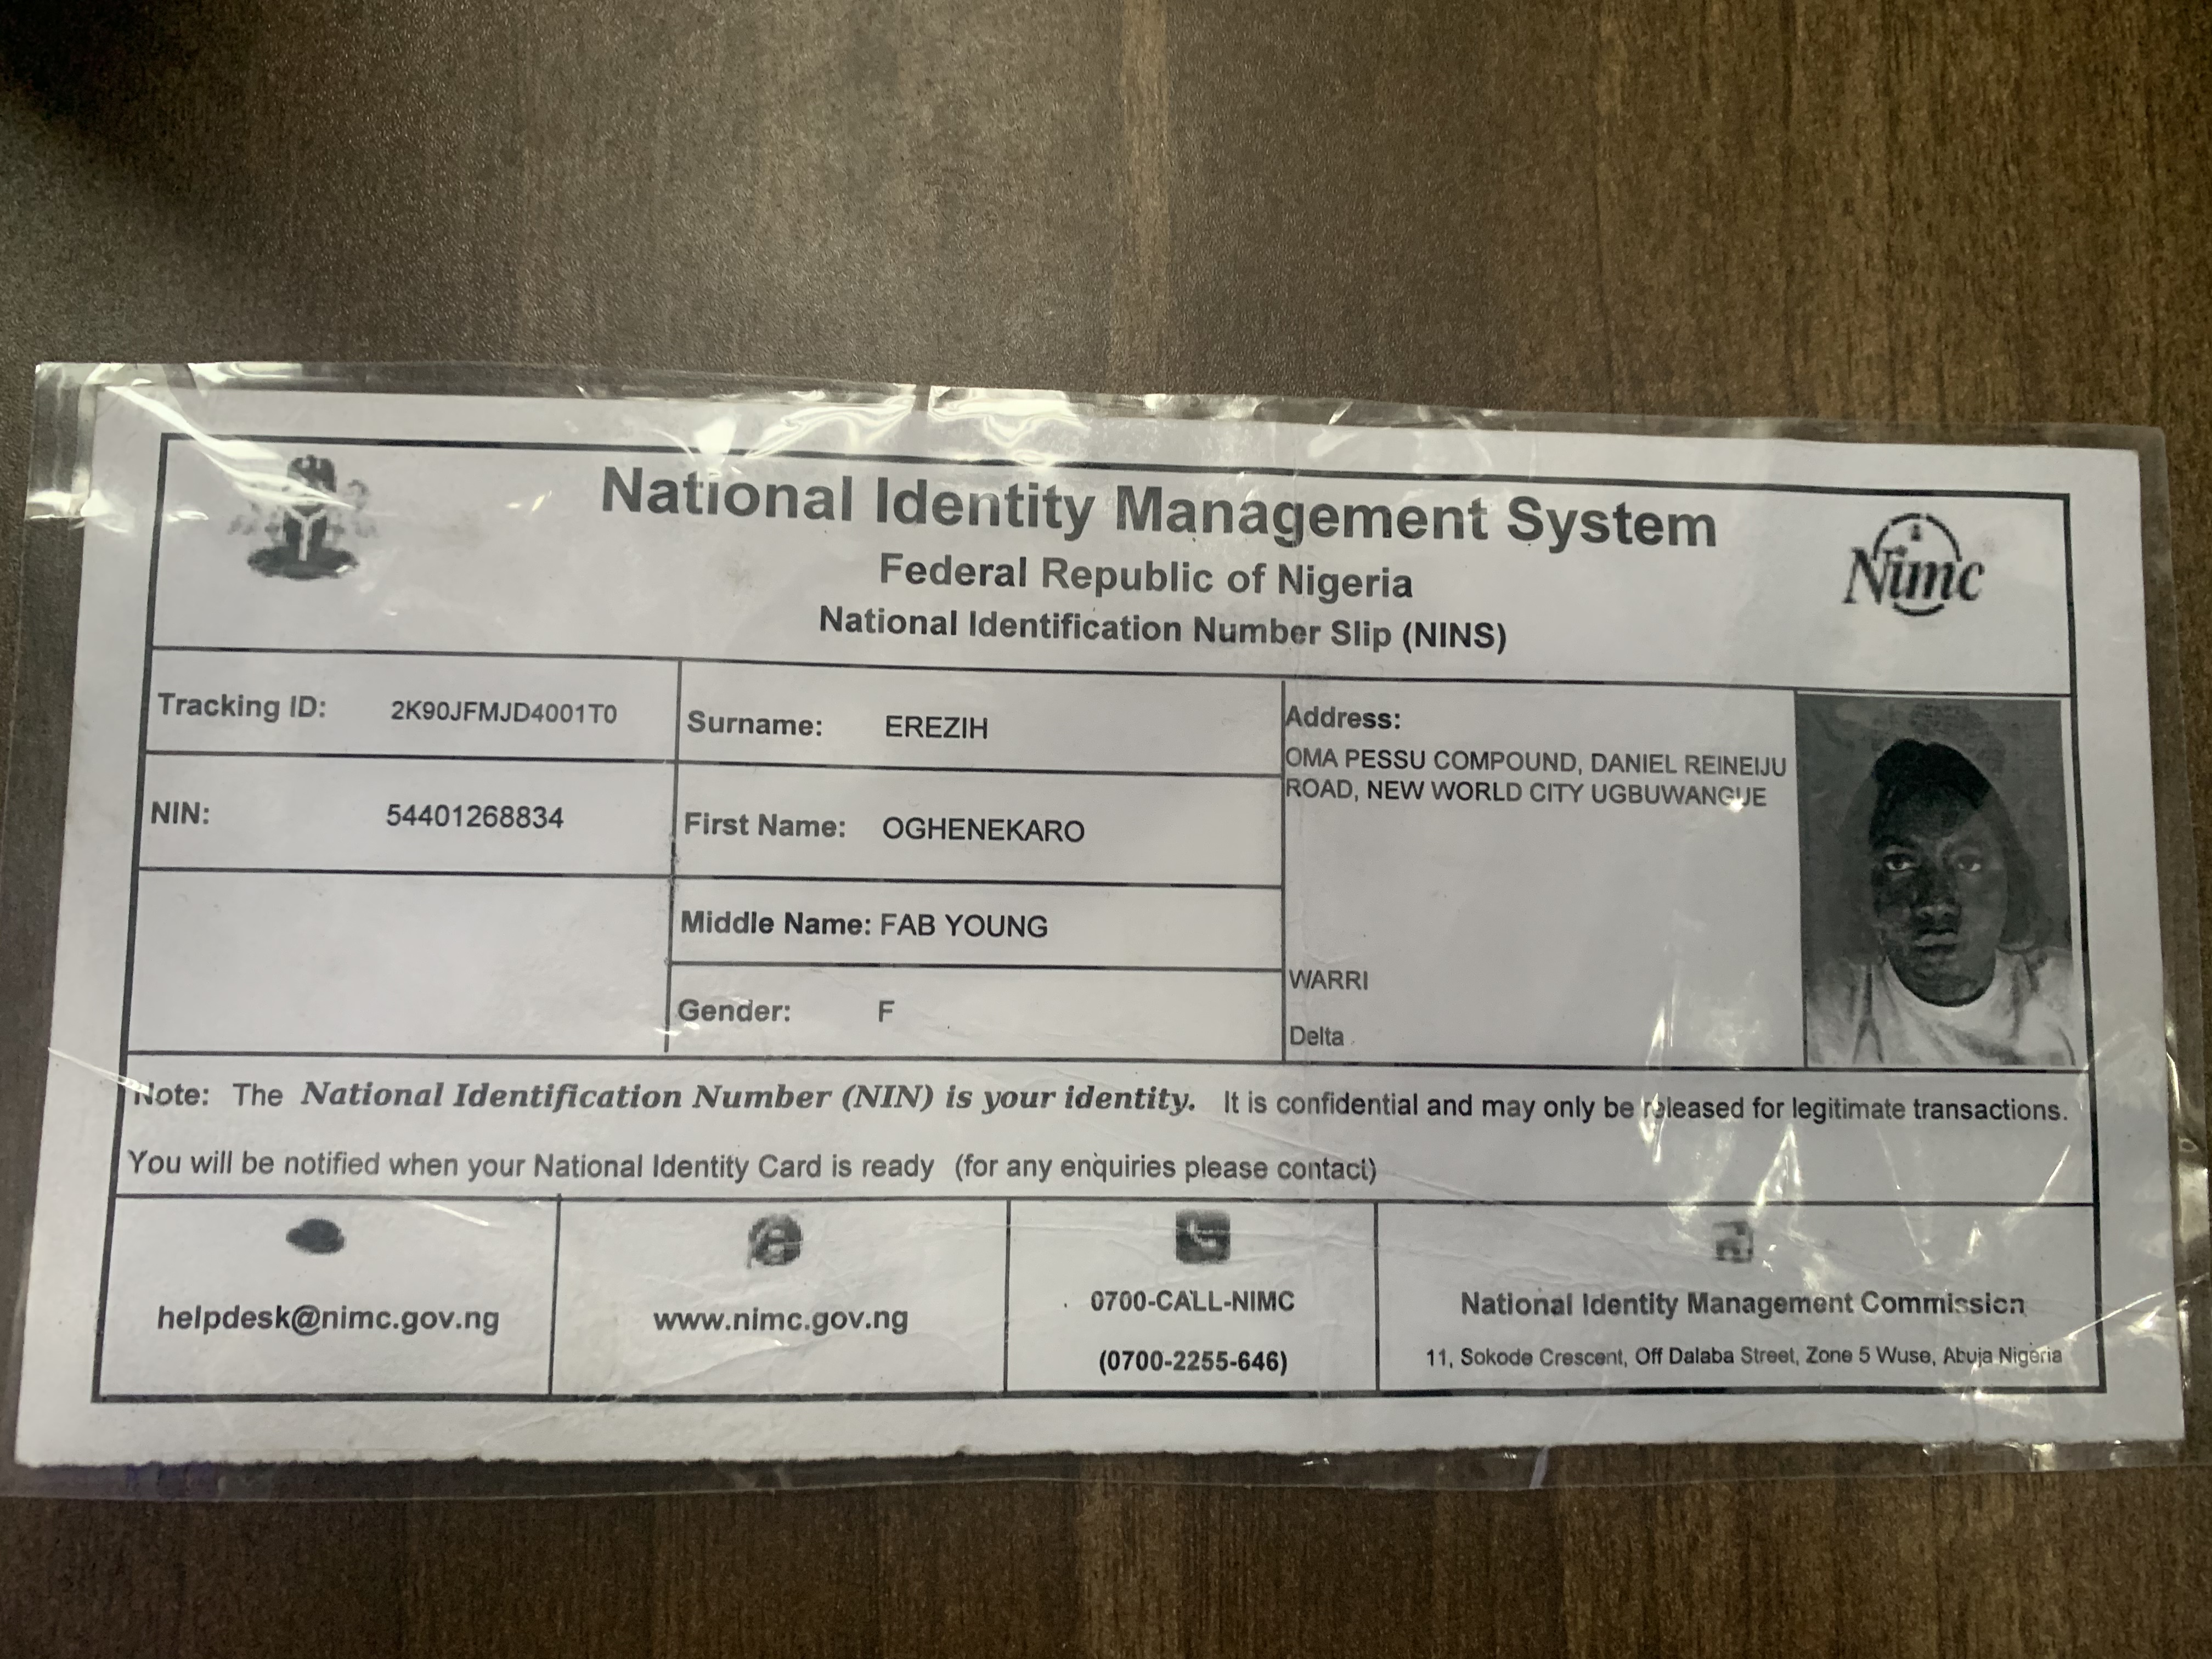 National Identity Management System
Federal Republic of Nigeria
National Identification Number Slip (NINS)
Nimc
Tracking ID: 2K90JFMJD4001T0
Surname: EREZIH
Address:
OMA PESSU COMPOUND, DANIEL REINEIJU
ROAD, NEW WORLD CITY UGBUWANGUE
NIN: 54401268834
First Name: OGHENEKARO
Middle Name: FAB YOUNG
WARRI
Gender: F
Delta
Note: The National Identification Number (NIN) is your identity. It is confidential and may only be released for legitimate transactions.
You will be notified when your National Identity Card is ready (for any enquiries please contact)
helpdesk@nimc.gov.ng
www.nimc.gov.ng
0700-CALL-NIMC
(0700-2255-646)
National Identity Management Commission
11, Sokode Crescent, Off Dalaba Street, Zone 5 Wuse, Abuja Nigeria